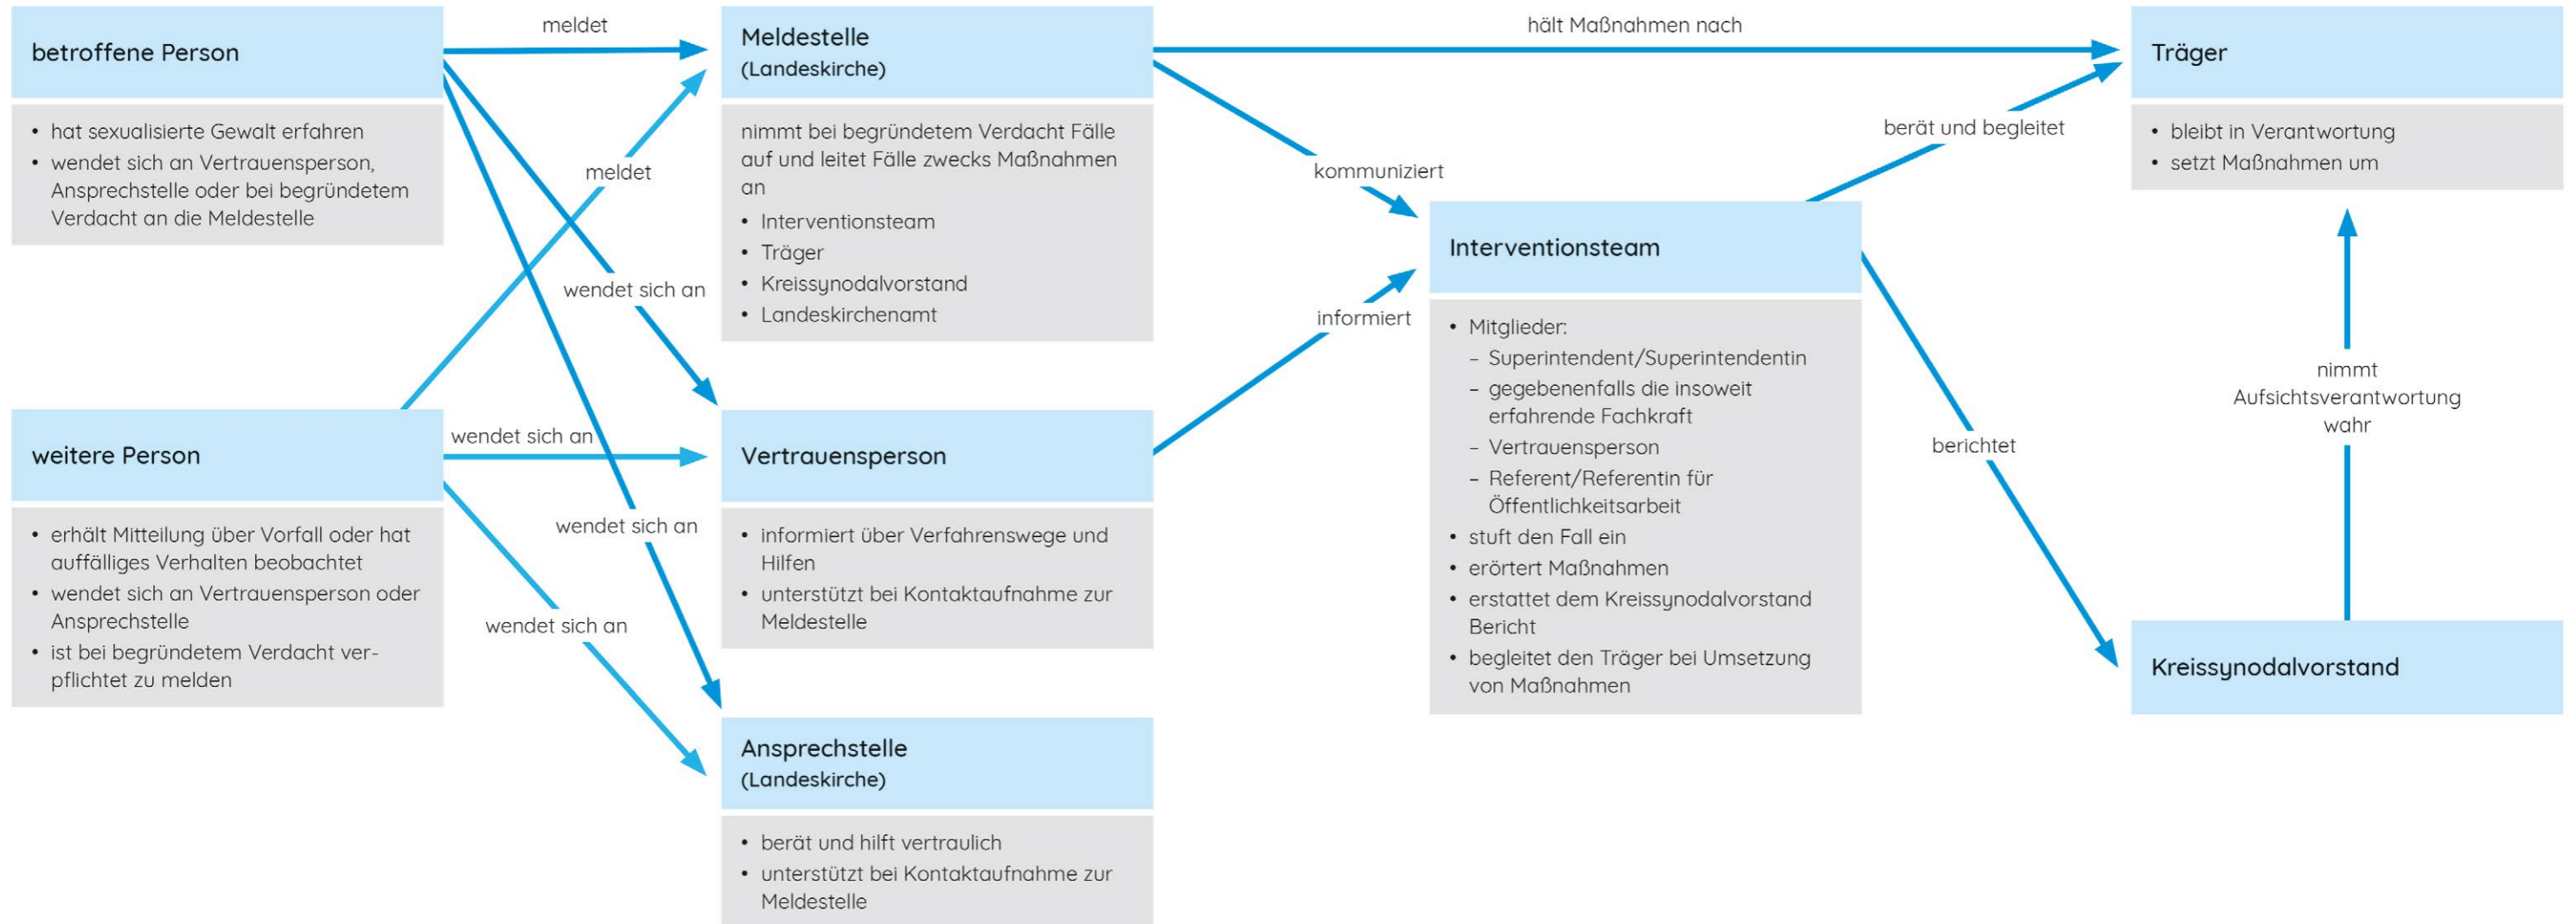 betroffene Person
• hat sexualisierte Gewalt erfahren
• wendet sich an Vertrauensperson,
Ansprechstelle oder bei begründetem
Verdacht an die Meldestelle
weitere Person
• erhält Mitteilung über Vorfall oder hat
auffälliges Verhalten beobachtet
• wendet sich an Vertrauensperson oder
Ansprechstelle
• ist bei begründetem Verdacht ver-
pflichtet zu melden
meldet
meldet
wendet sich an
wendet sich an
wendet sich an
wendet sich an
Meldestelle
(Landeskirche)
nimmt bei begründetem Verdacht Fälle
auf und leitet Fälle zwecks Maßnahmen
an
• Interventionsteam
• Träger
• Kreissynodalvorstand
• Landeskirchenamt
Vertrauensperson
• informiert über Verfahrenswege und
Hilfen
• unterstützt bei Kontaktaufnahme zur
Meldestelle
Ansprechstelle
(Landeskirche)
• berät und hilft vertraulich
• unterstützt bei Kontaktaufnahme zur
Meldestelle
hält Maßnahmen nach
kommuniziert
informiert
Interventionsteam
• Mitglieder:
– Superintendent/Superintendentin
– gegebenenfalls die insoweit
erfahrende Fachkraft
– Vertrauensperson
– Referent/Referentin für
Öffentlichkeitsarbeit
• stuft den Fall ein
• erörtert Maßnahmen
• erstattet dem Kreissynodalvorstand
Bericht
• begleitet den Träger bei Umsetzung
von Maßnahmen
berät und begleitet
berichtet
Träger
• bleibt in Verantwortung
• setzt Maßnahmen um
nimmt
Aufsichtsverantwortung
wahr
Kreissynodalvorstand